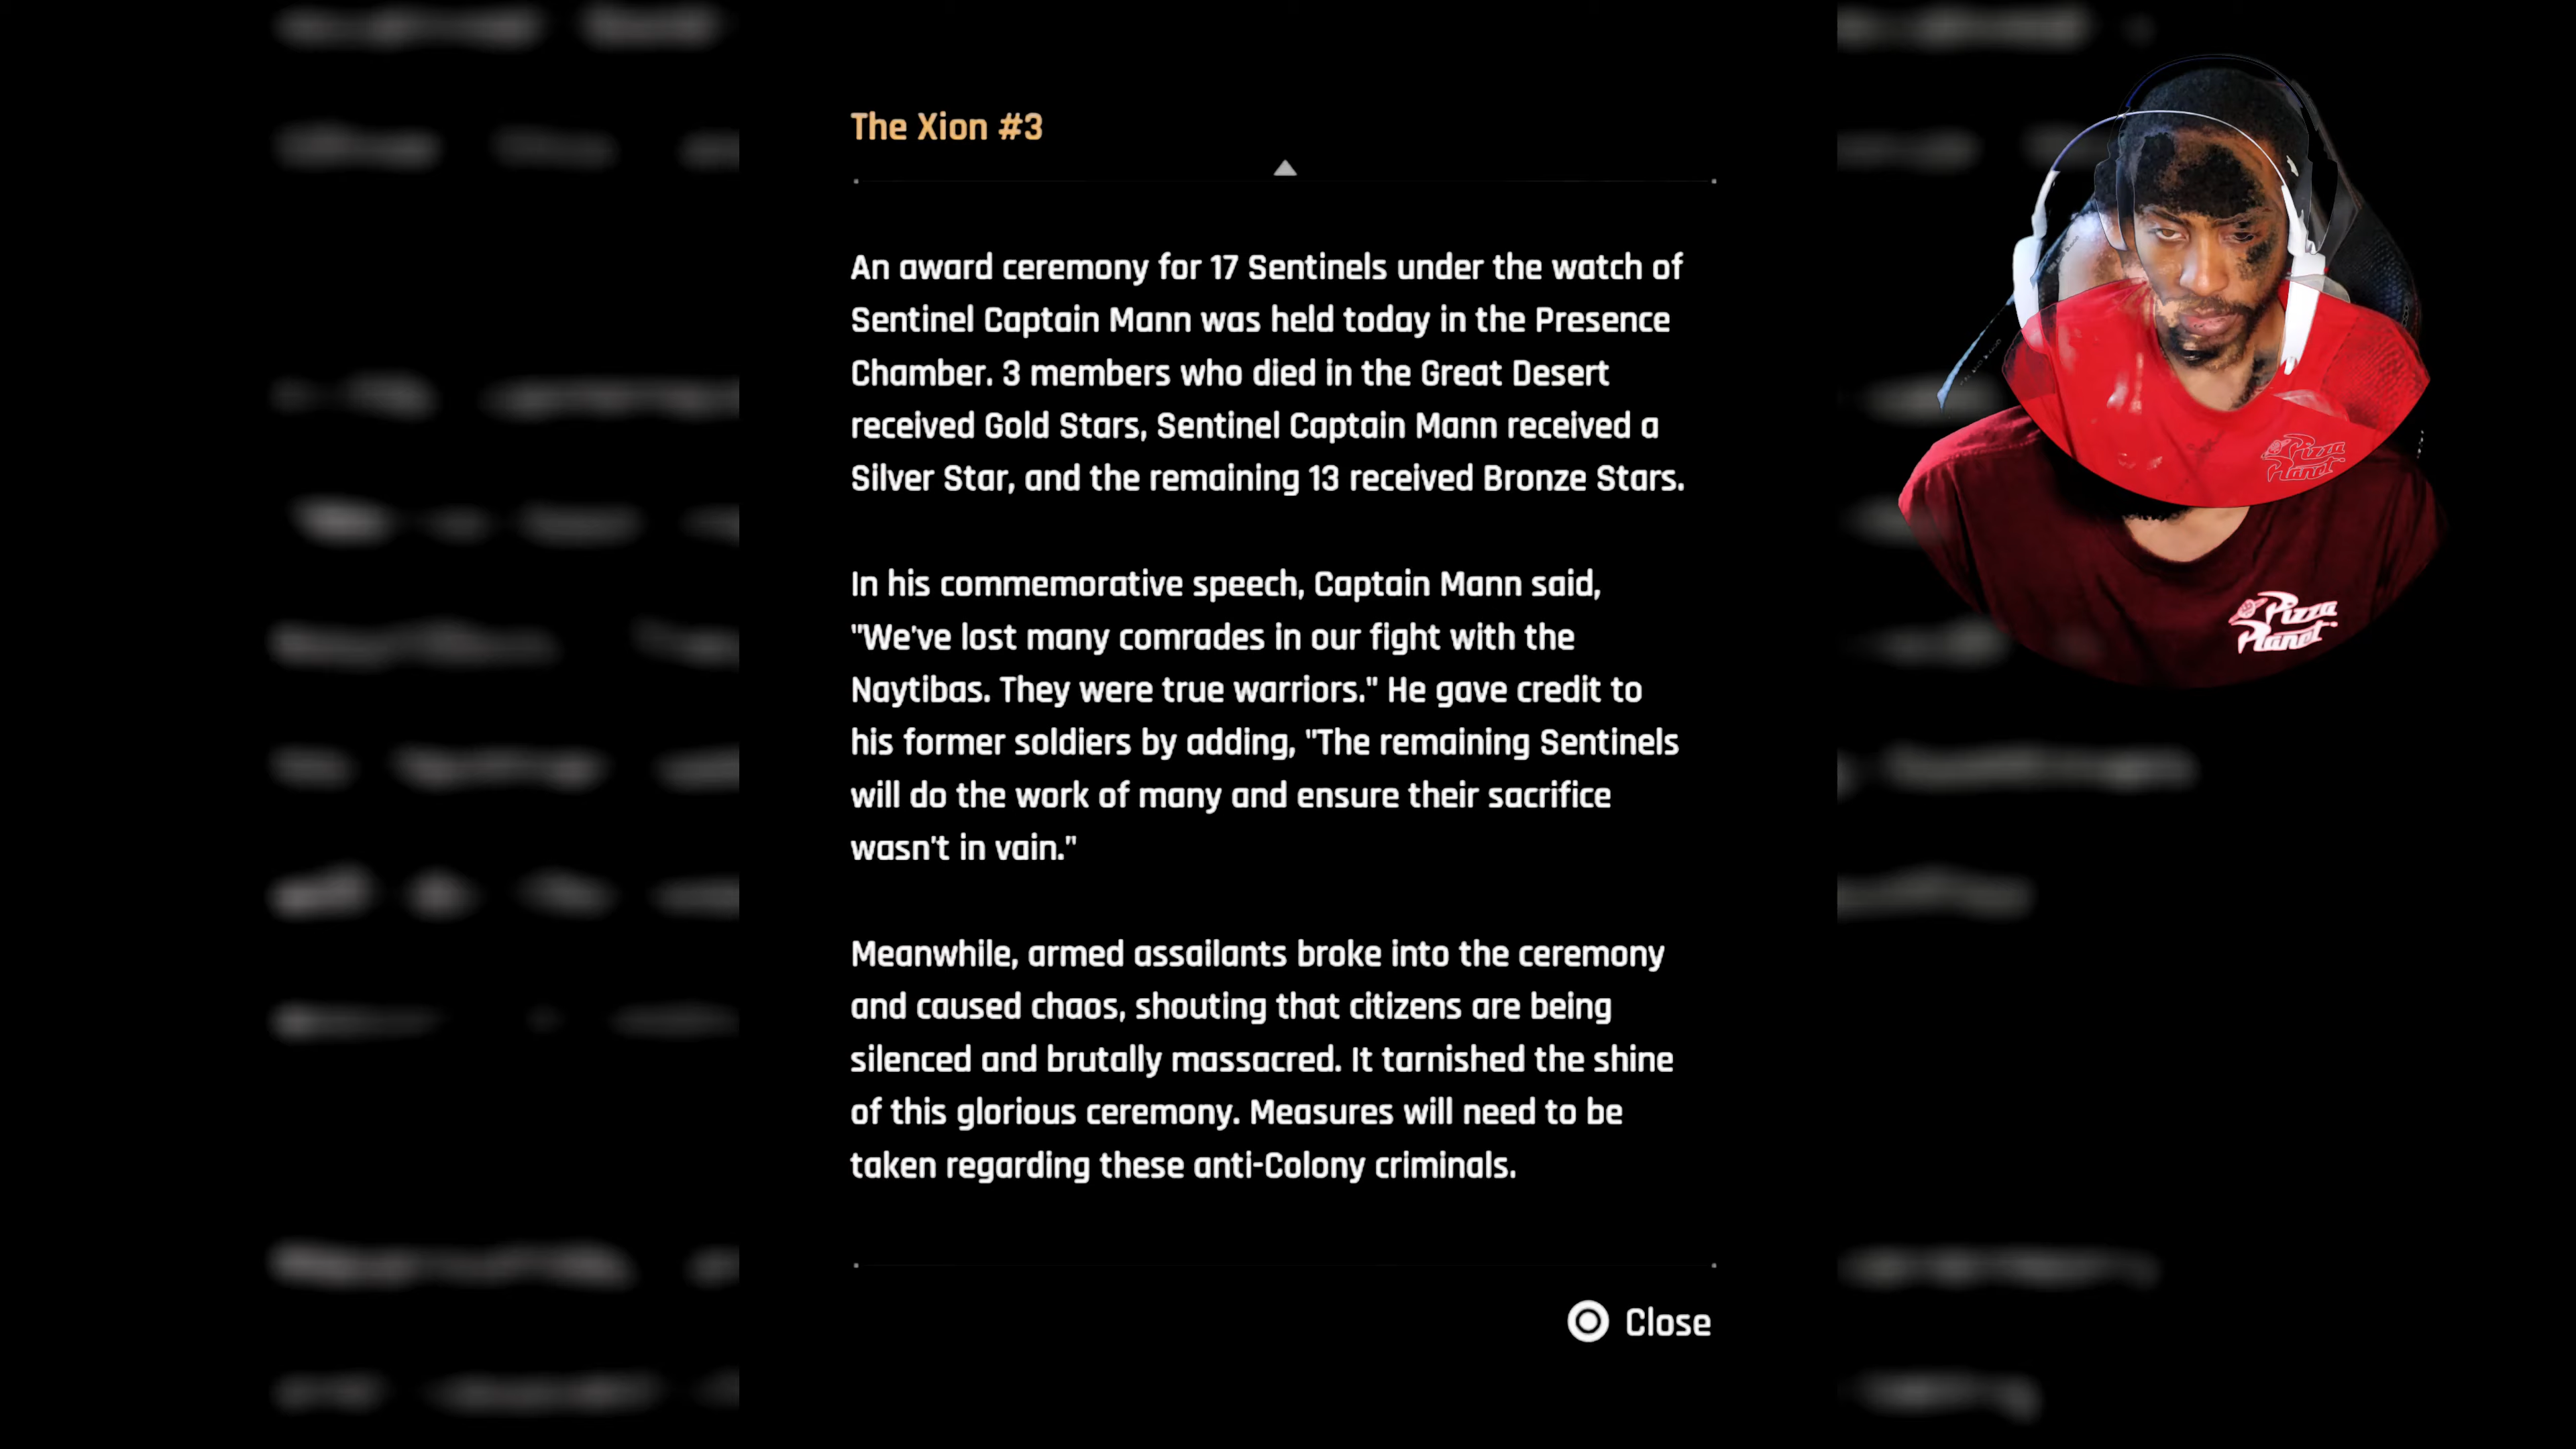 The Xion #3
An award ceremony for 17 Sentinels under the watch of
Sentinel Captain Mann was held today in the Presence
Chamber. 3 members who died in the Great Desert
received Gold Stars, Sentinel Captain Mann received a
Silver Star, and the remaining 13 received Bronze Stars.
In his commemorative speech, Captain Mann said,
"We've lost many comrades in our fight with the
Naytibas. They were true warriors." He gave credit to
his former soldiers by adding, "The remaining Sentinels
will do the work of many and ensure their sacrifice
wasn't in vain."
Meanwhile, armed assailants broke into the ceremony
and caused chaos, shouting that citizens are being
silenced and brutally massacred. It tarnished the shine
of this glorious ceremony. Measures will need to be
taken regarding these anti-Colony criminals.
Close
Pizza
Planet
Pizza
Planet